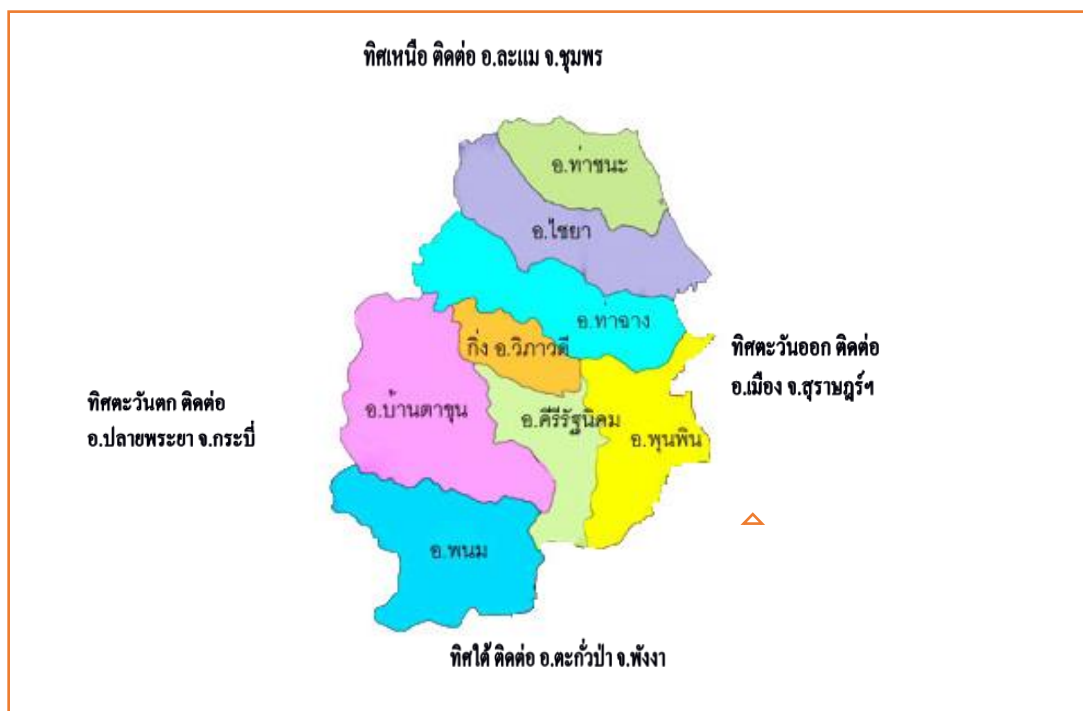 ทิศเหนือ ติดต่อ อ.ละแม จ.ชุมพร
อ.ท่าชนะ
อ.ไชยา
อ.ท่าฉาง
กิ่ง อ.วิภาวดี
ทิศตะวันออก ติดต่อ
อ.เมือง จ.สุราษฎร์ฯ
ทิศตะวันตก ติดต่อ
อ.ปลายพระยา จ.กระบี่
อ.บ้านตาขุน
อ.คีรีรัฐนิคม
อ.พุนพิน
อ.พนม
ทิศใต้ ติดต่อ อ.ตะกั่วป่า จ.พังงา